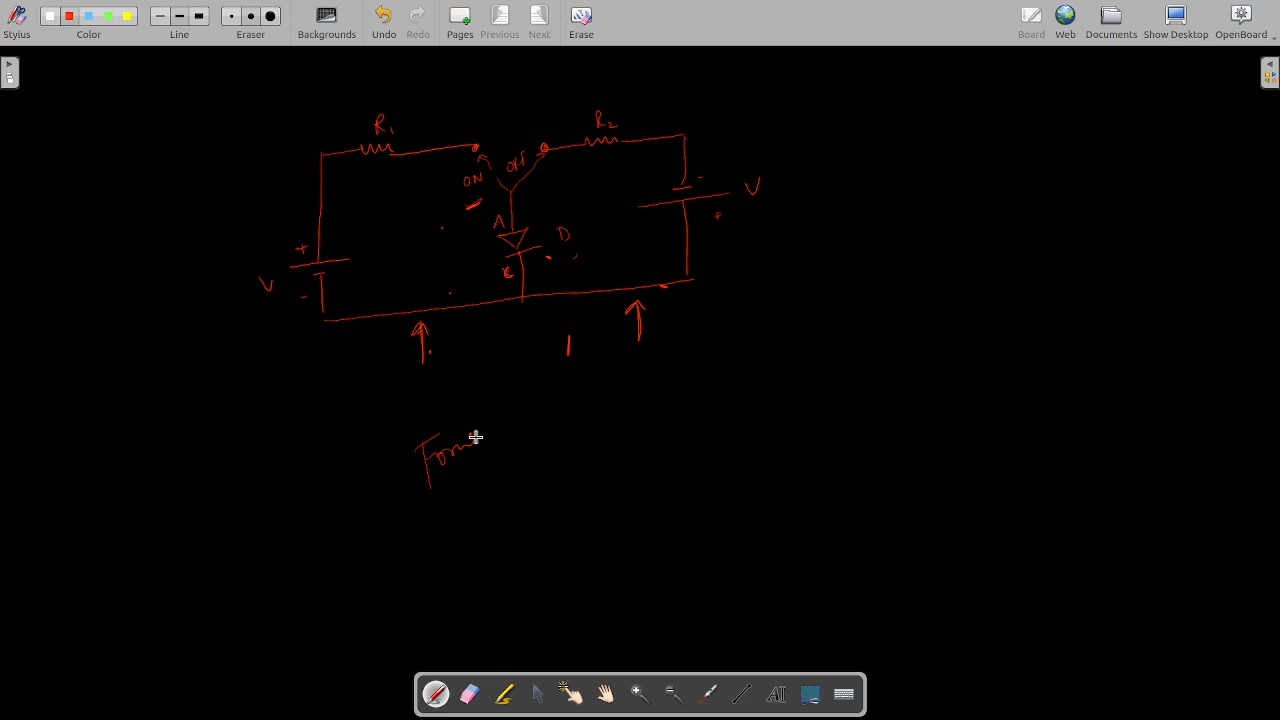 Stylus Color Line Eraser Backgrounds Undo Redo Pages Previous Next Erase Board Web Documents Show Desktop OpenBoard
R1 R2
ON OFF
+ - V
A D
V + K +
-
Form
AI